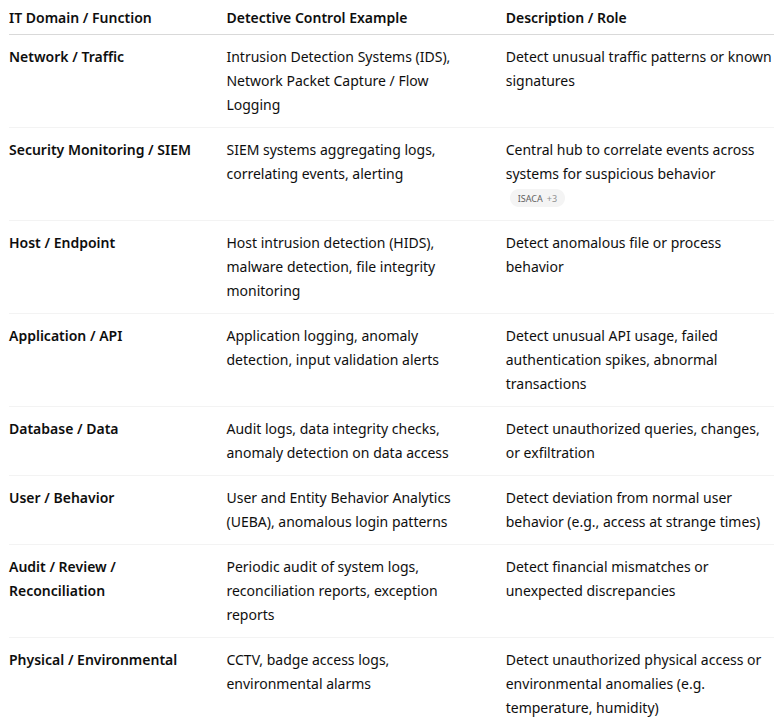 IT Domain / Function Detective Control Example Description / Role
Network / Traffic Intrusion Detection Systems (IDS), Detect unusual traffic patterns or known
Network Packet Capture / Flow signatures
Logging
Security Monitoring / SIEM SIEM systems aggregating logs, Central hub to correlate events across
correlating events, alerting systems for suspicious behavior
ISACA +3
Host / Endpoint Host intrusion detection (HIDS), Detect anomalous file or process
malware detection, file integrity behavior
monitoring
Application / API Application logging, anomaly Detect unusual API usage, failed
detection, input validation alerts authentication spikes, abnormal
transactions
Database / Data Audit logs, data integrity checks, Detect unauthorized queries, changes,
anomaly detection on data access or exfiltration
User / Behavior User and Entity Behavior Analytics Detect deviation from normal user
(UEBA), anomalous login patterns behavior (e.g., access at strange times)
Audit / Review / Periodic audit of system logs, Detect financial mismatches or
Reconciliation reconciliation reports, exception unexpected discrepancies
reports
Physical / Environmental CCTV, badge access logs, Detect unauthorized physical access or
environmental alarms environmental anomalies (e.g.
temperature, humidity)